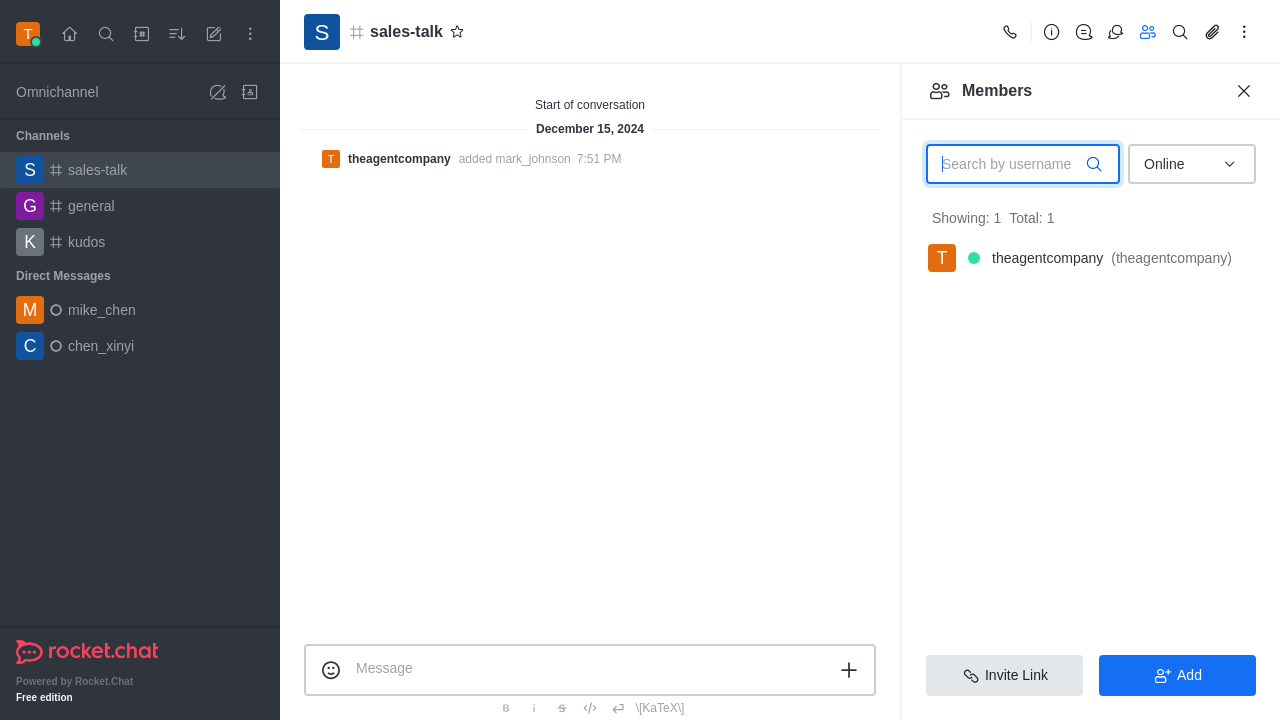 T
Omnichannel
Channels
S sales-talk
G general
K kudos
Direct Messages
M mike_chen
C chen_xinyi
rocket.chat
Powered by Rocket.Chat
Free edition
S sales-talk
Start of conversation
December 15, 2024
T theagentcompany added mark_johnson 7:51 PM
Message
B i S \[KaTeX\]
Members
Search by username
Online
Showing: 1 Total: 1
T theagentcompany (theagentcompany)
Invite Link
Add